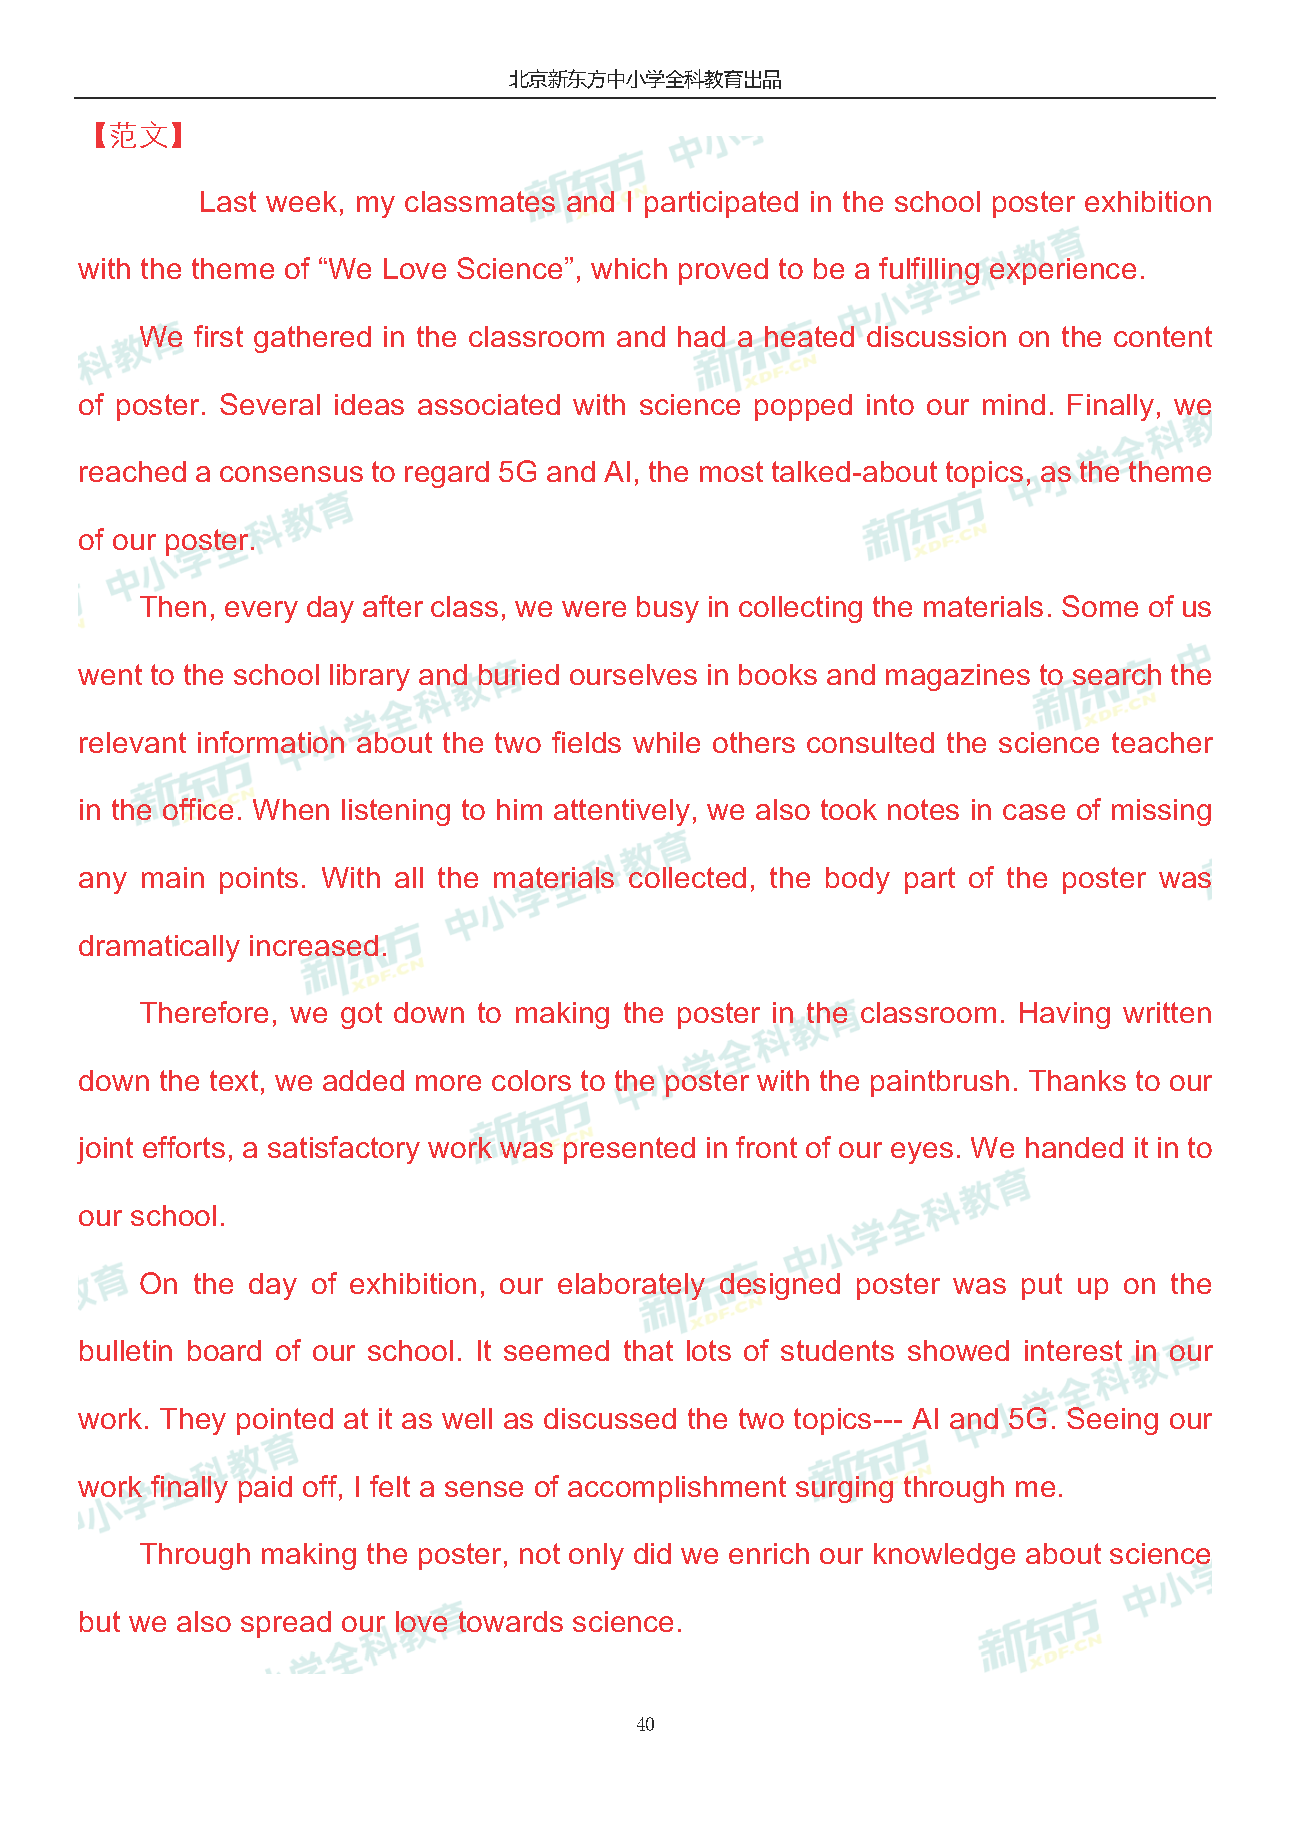 北京新东方中小学全科教育出品
【范文】
Last week, my classmates and I participated in the school poster exhibition
with the theme of “We Love Science”, which proved to be a fulfilling experience.
We first gathered in the classroom and had a heated discussion on the content
of poster. Several ideas associated with science popped into our mind. Finally, we
reached a consensus to regard 5G and AI, the most talked-about topics, as the theme
of our poster.
Then, every day after class, we were busy in collecting the materials. Some of us
went to the school library and buried ourselves in books and magazines to search the
relevant information about the two fields while others consulted the science teacher
in the office. When listening to him attentively, we also took notes in case of missing
any main points. With all the materials collected, the body part of the poster was
dramatically increased.
Therefore, we got down to making the poster in the classroom. Having written
down the text, we added more colors to the poster with the paintbrush. Thanks to our
joint efforts, a satisfactory work was presented in front of our eyes. We handed it in to
our school.
On the day of exhibition, our elaborately designed poster was put up on the
bulletin board of our school. It seemed that lots of students showed interest in our
work. They pointed at it as well as discussed the two topics--- AI and 5G. Seeing our
work finally paid off, I felt a sense of accomplishment surging through me.
Through making the poster, not only did we enrich our knowledge about science
but we also spread our love towards science.
40